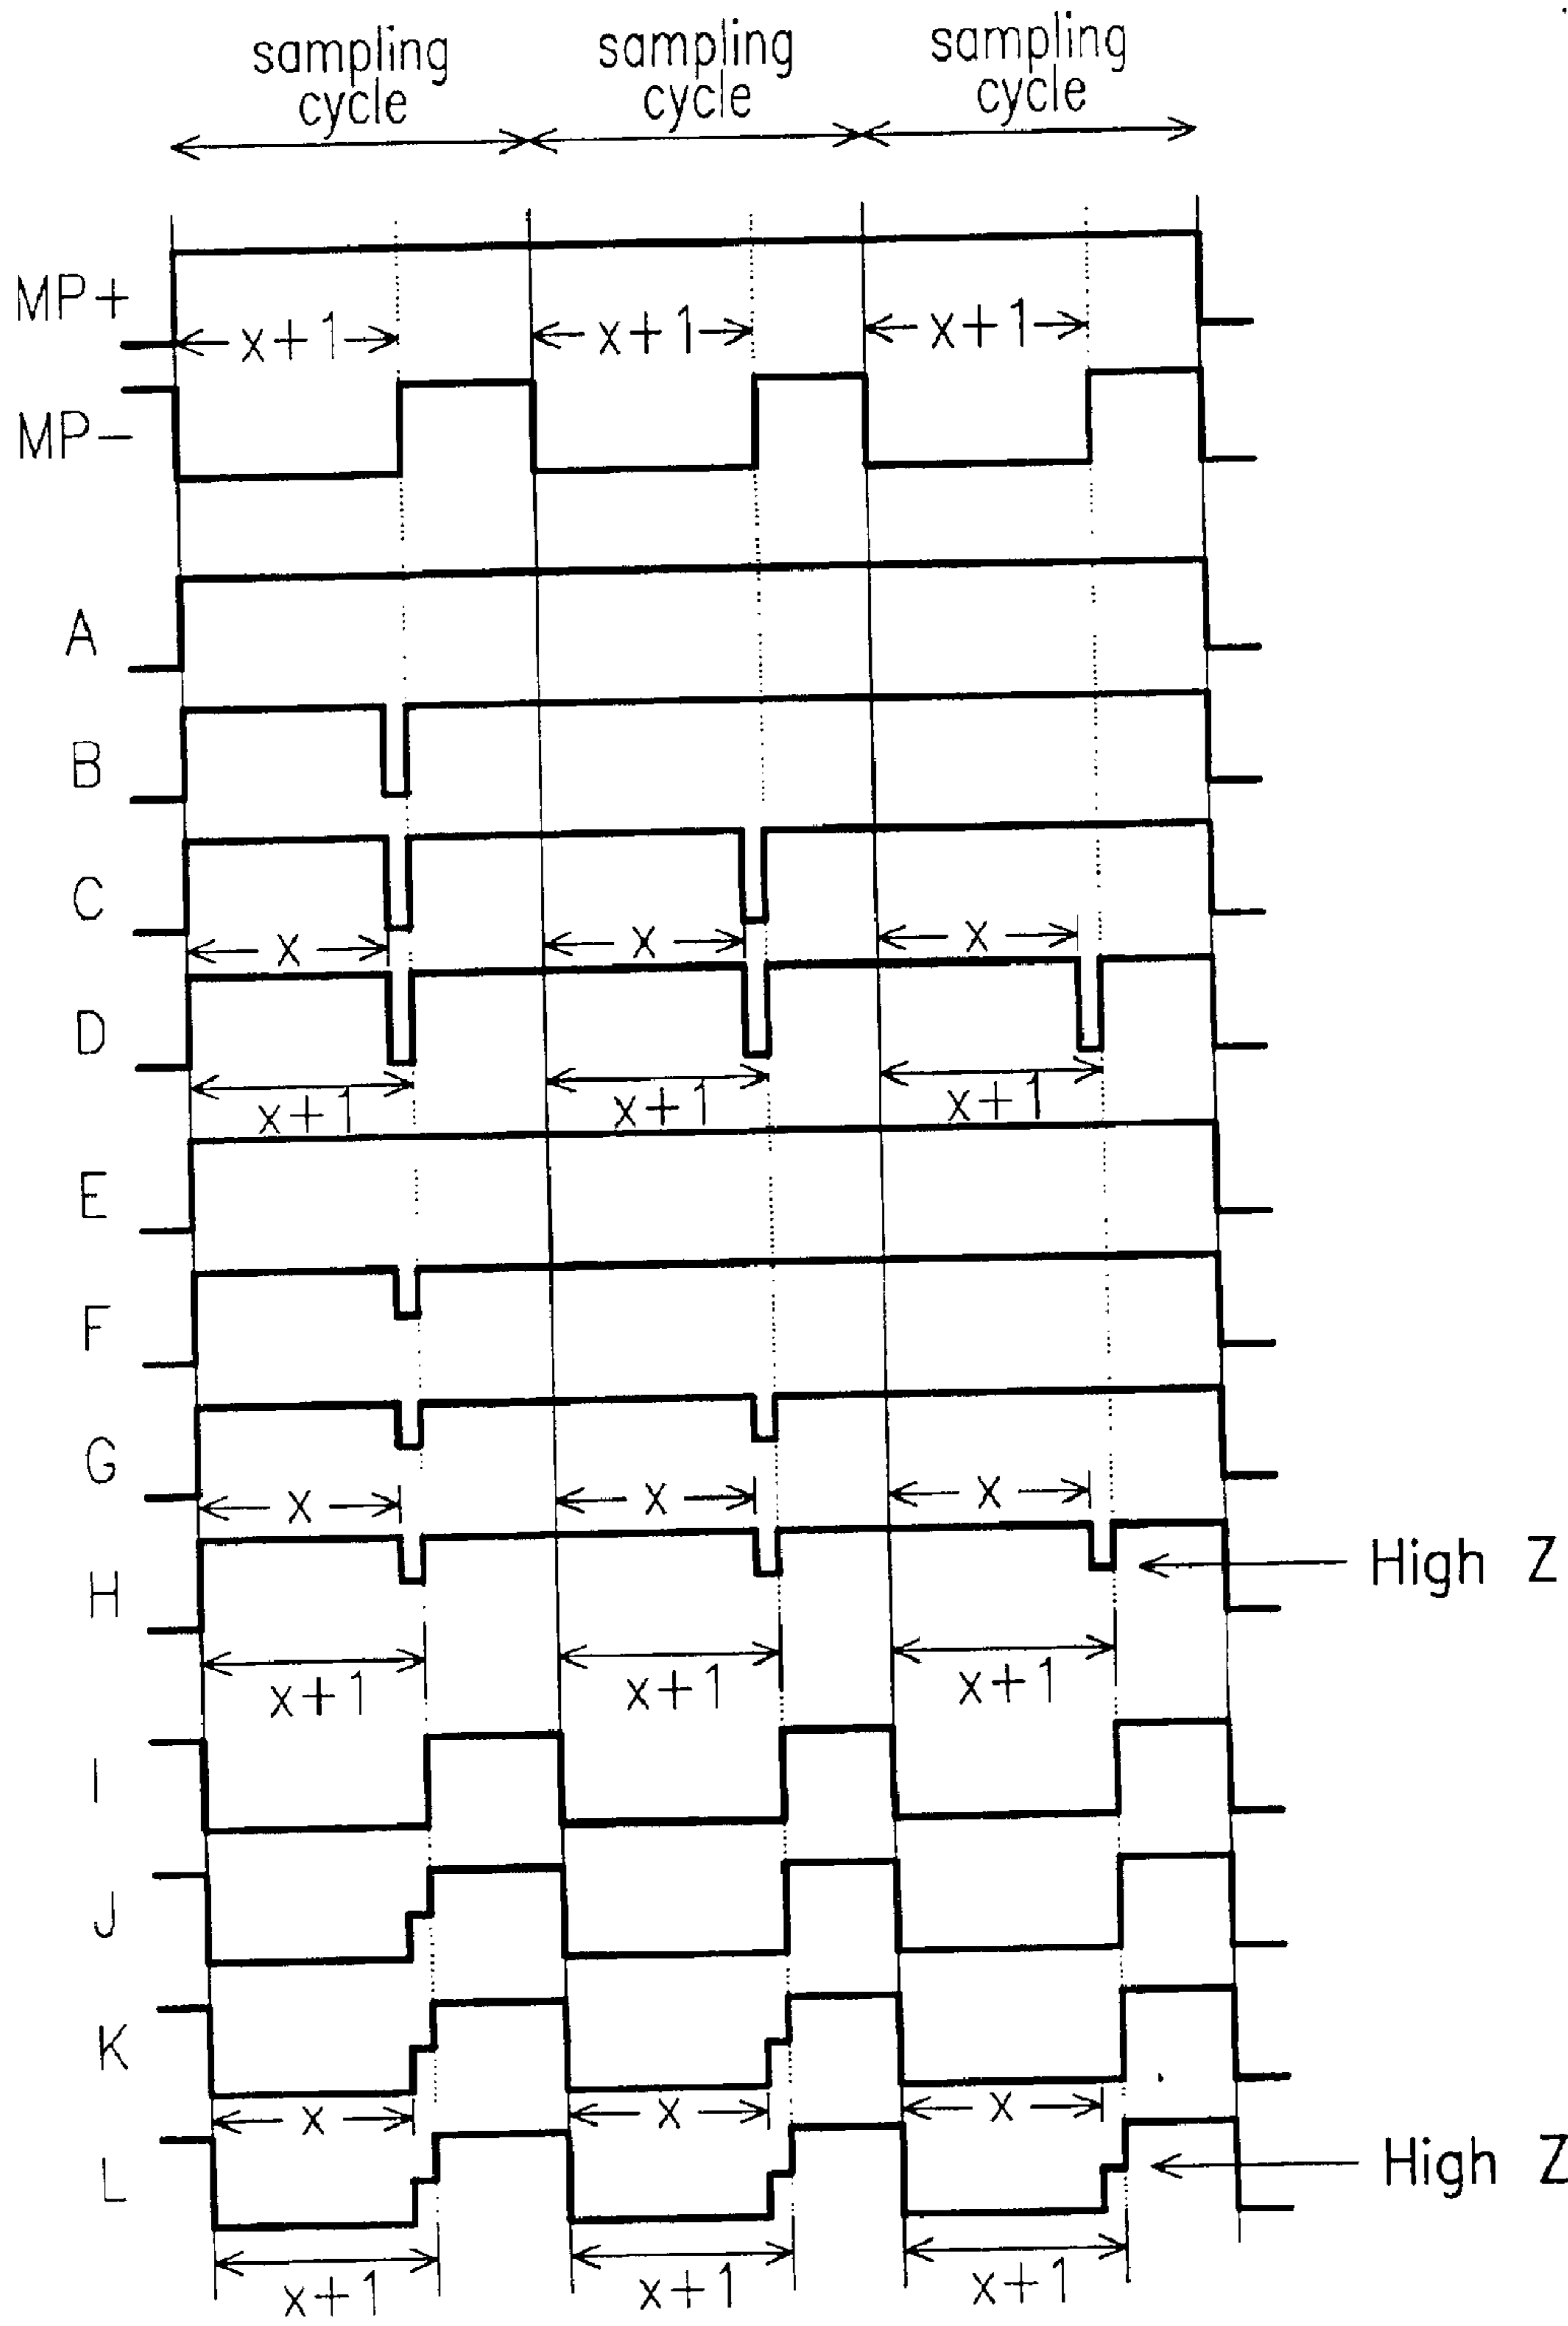 sampling cycle sampling cycle sampling cycle
MP+
x+1 x+1 x+1
MP−
A
B
C
x x x
D
x+1 x+1 x+1
E
F
G
x x x
H High Z
x+1 x+1 x+1
I
J
K
x x x
L High Z
x+1 x+1 x+1